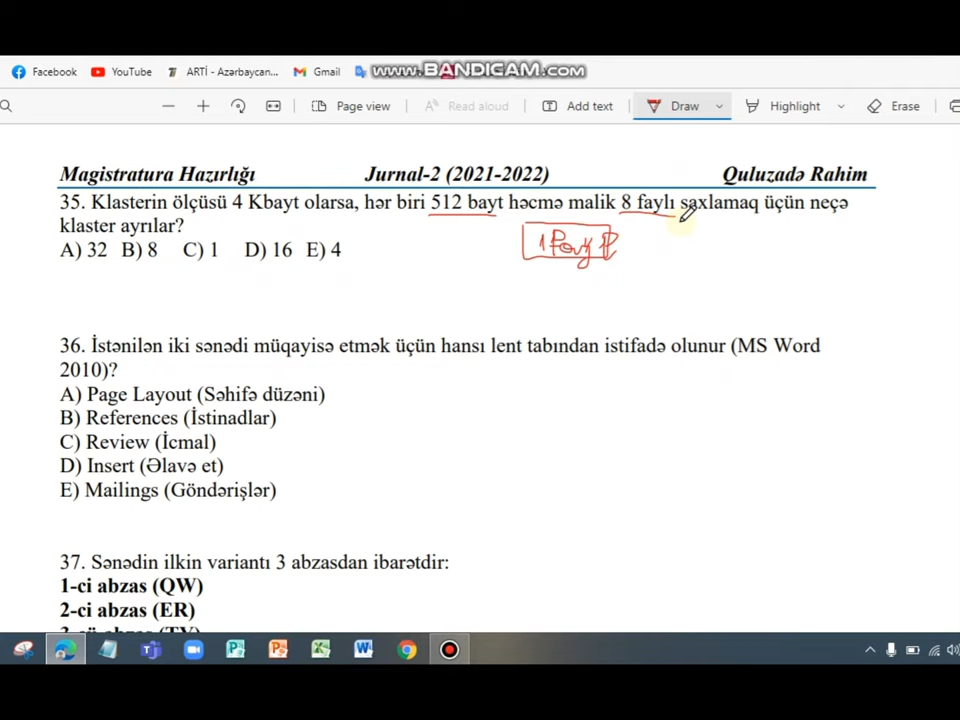 Facebook YouTube ARTİ - Azərbaycan... Gmail www.BANDICAM.com
Page view Read aloud Add text Draw Highlight Erase
Magistratura Hazırlığı Jurnal-2 (2021-2022) Quluzadə Rahim
35. Klasterin ölçüsü 4 Kbayt olarsa, hər biri 512 bayt həcmə malik 8 faylı saxlamaq üçün neçə
klaster ayrılar?
A) 32 B) 8 C) 1 D) 16 E) 4
36. İstənilən iki sənədi müqayisə etmək üçün hansı lent tabından istifadə olunur (MS Word
2010)?
A) Page Layout (Səhifə düzəni)
B) References (İstinadlar)
C) Review (İcmal)
D) Insert (Əlavə et)
E) Mailings (Göndərişlər)
37. Sənədin ilkin variantı 3 abzasdan ibarətdir:
1-ci abzas (QW)
2-ci abzas (ER)